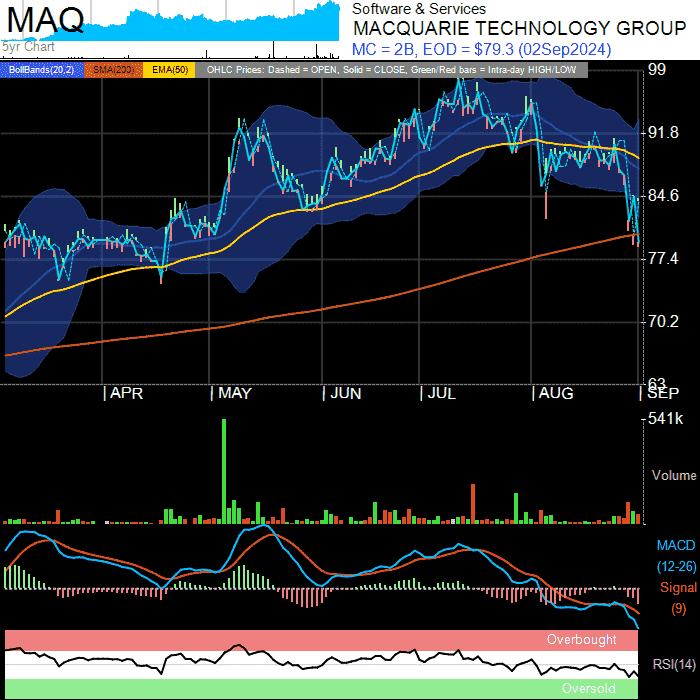 MAQ
5yr Chart
Software & Services
MACQUARIE TECHNOLOGY GROUP
MC = 2B, EOD = $79.3 (02Sep2024)
BollBands(20,2) SMA(200) EMA(50) OHLC Prices: Dashed = OPEN, Solid = CLOSE, Green/Red bars = Intra-day HIGH/LOW
99
91.8
84.6
77.4
70.2
63
| APR | MAY | JUN | JUL | AUG | SEP
541k
Volume
MACD
(12-26)
Signal
(9)
Overbought
RSI(14)
Oversold